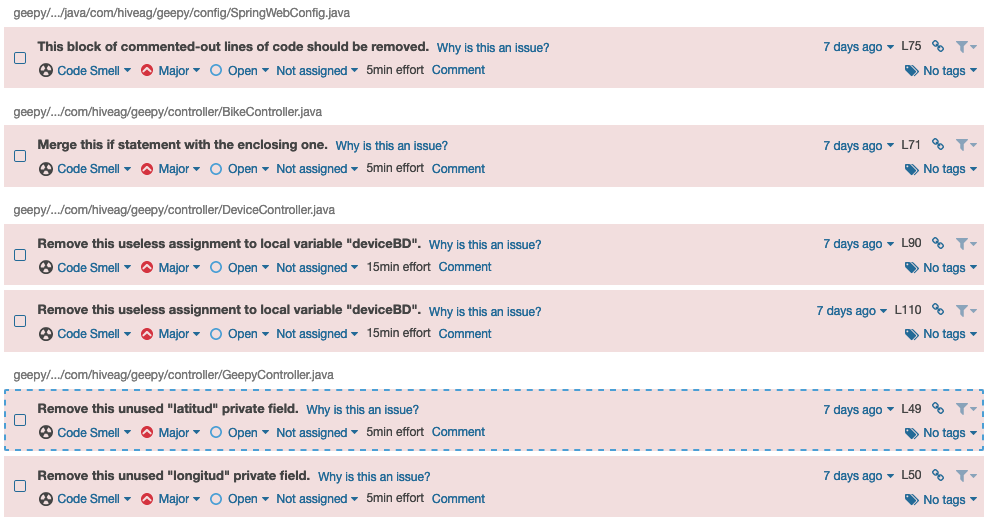 geepy/.../java/com/hiveag/geepy/config/SpringWebConfig.java
This block of commented-out lines of code should be removed. Why is this an issue? 7 days ago L75
Code Smell Major Open Not assigned 5min effort Comment No tags
geepy/.../com/hiveag/geepy/controller/BikeController.java
Merge this if statement with the enclosing one. Why is this an issue? 7 days ago L71
Code Smell Major Open Not assigned 5min effort Comment No tags
geepy/.../com/hiveag/geepy/controller/DeviceController.java
Remove this useless assignment to local variable "deviceBD". Why is this an issue? 7 days ago L90
Code Smell Major Open Not assigned 15min effort Comment No tags
Remove this useless assignment to local variable "deviceBD". Why is this an issue? 7 days ago L110
Code Smell Major Open Not assigned 15min effort Comment No tags
geepy/.../com/hiveag/geepy/controller/GeepyController.java
Remove this unused "latitud" private field. Why is this an issue? 7 days ago L49
Code Smell Major Open Not assigned 5min effort Comment No tags
Remove this unused "longitud" private field. Why is this an issue? 7 days ago L50
Code Smell Major Open Not assigned 5min effort Comment No tags